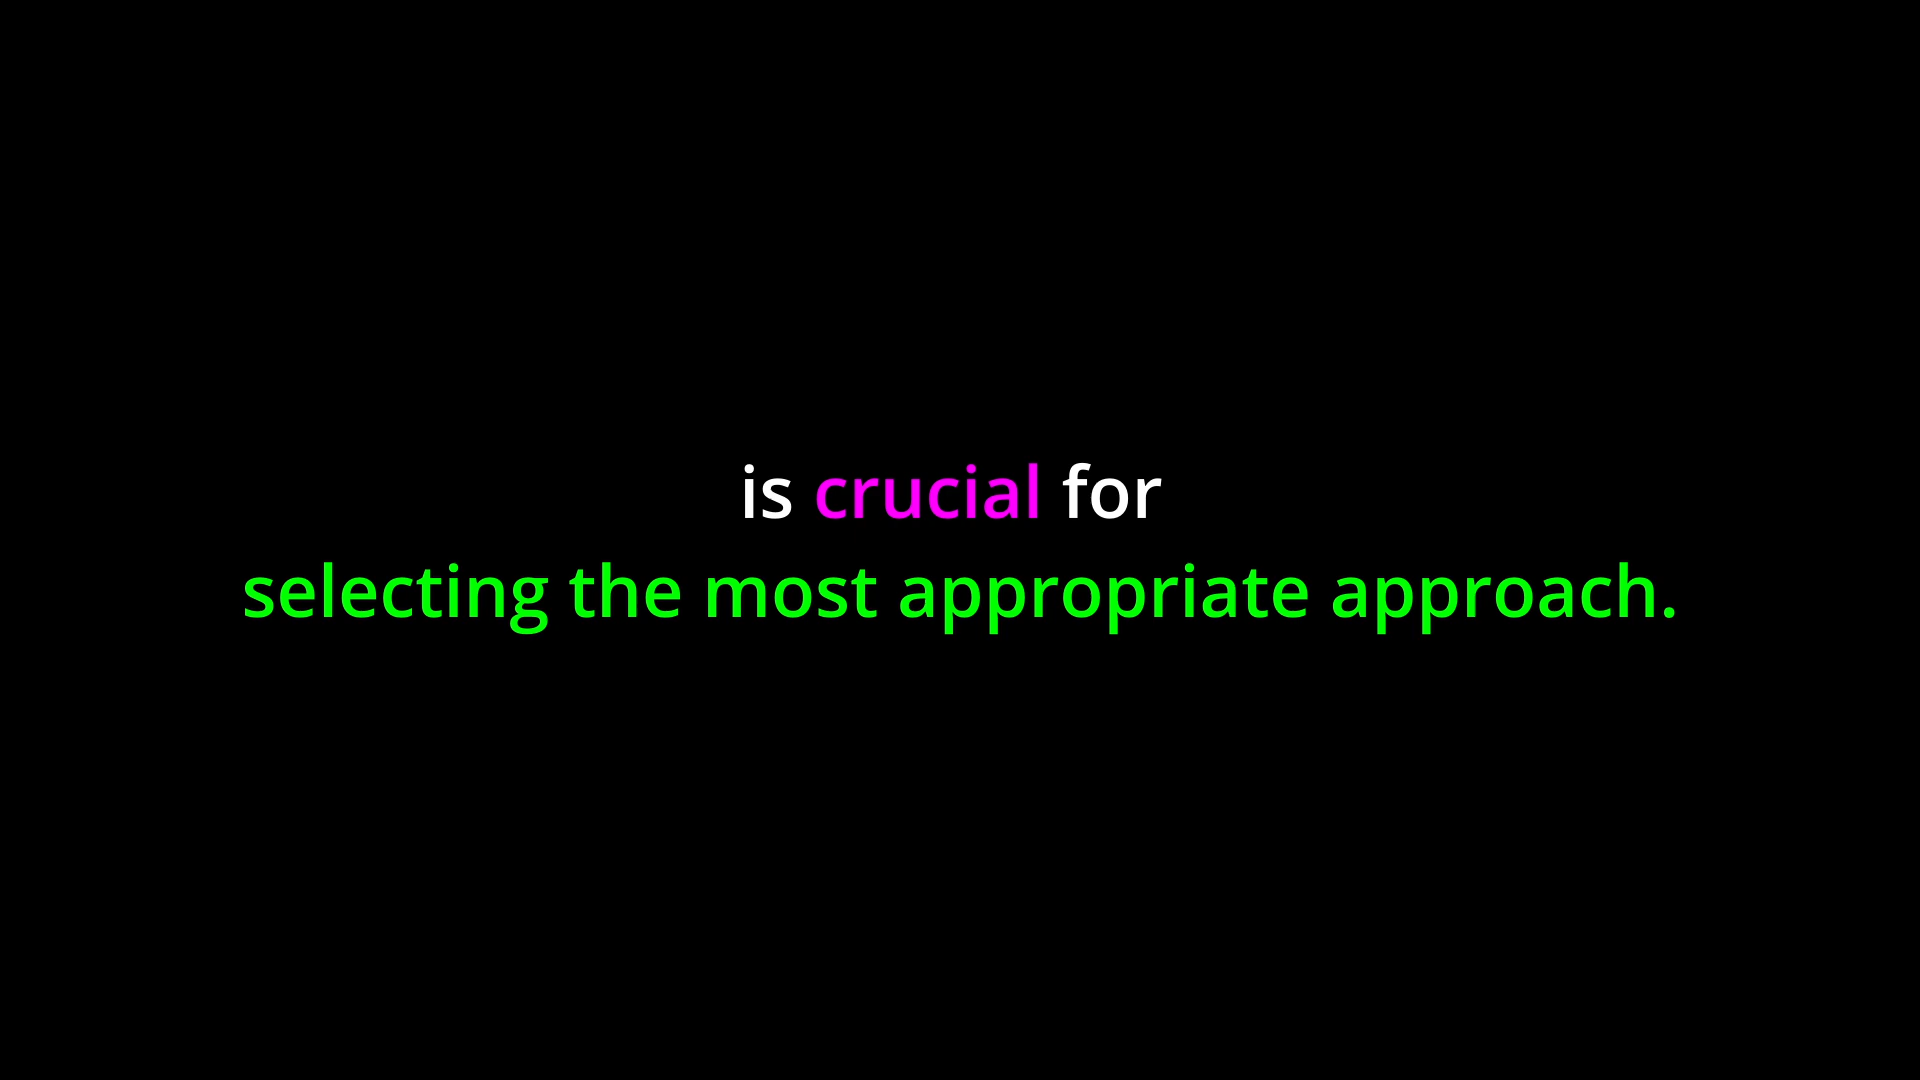 is crucial for
selecting the most appropriate approach.